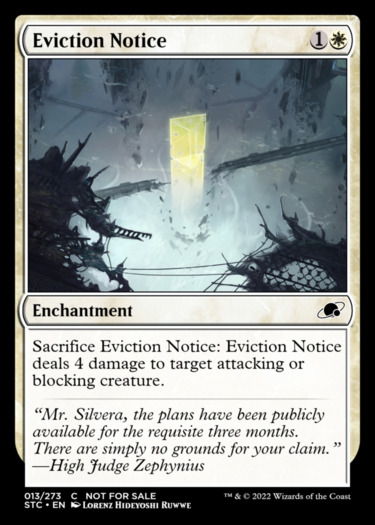 Eviction Notice 1
Enchantment
Sacrifice Eviction Notice: Eviction Notice
deals 4 damage to target attacking or
blocking creature.
“Mr. Silvera, the plans have been publicly
available for the requisite three months.
There are simply no grounds for your claim.”
—High Judge Zephynius
013/273 C NOT FOR SALE
STC • EN Lorenz Hideyoshi Ruwwe
™ & © 2022 Wizards of the Coast